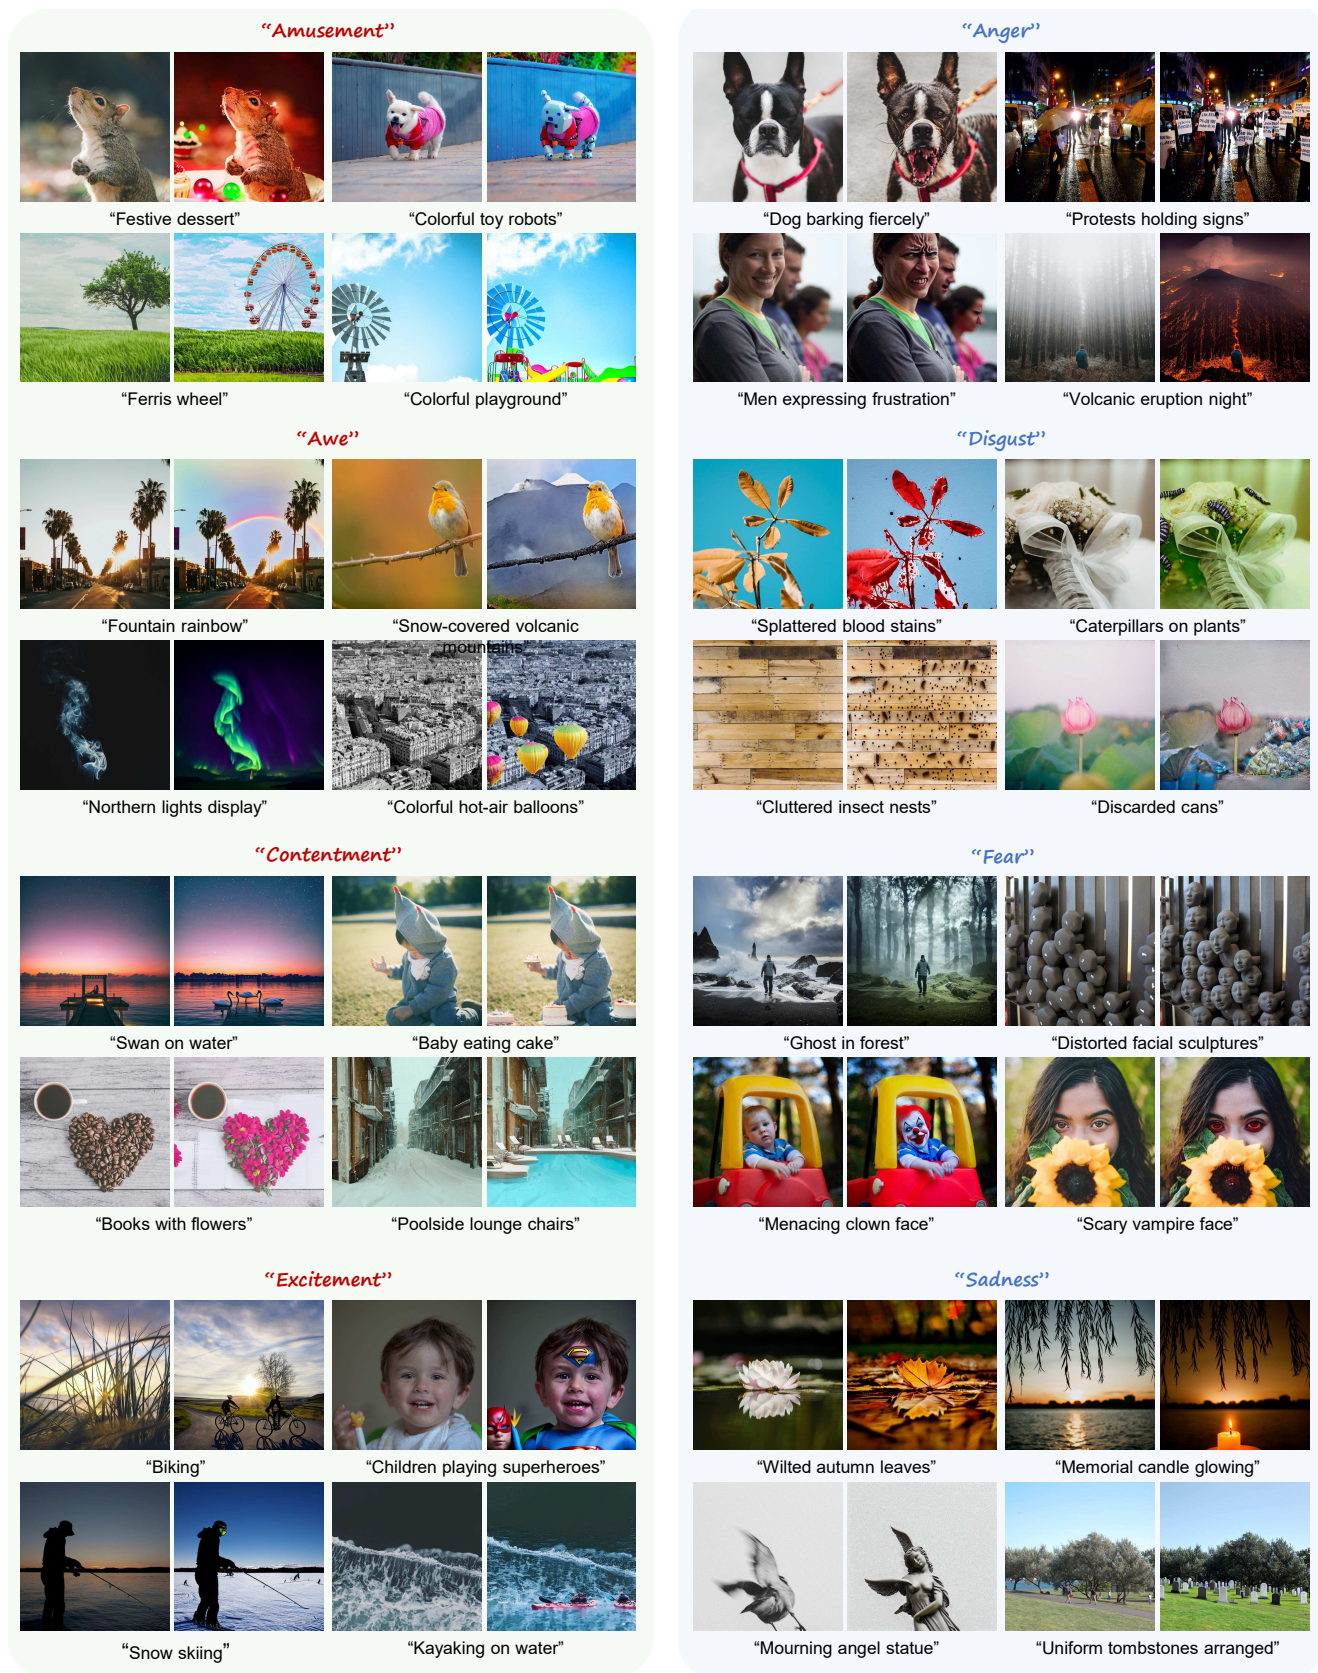 “Amusement”
“Festive dessert”
“Colorful toy robots”
“Ferris wheel”
“Colorful playground”
“Awe”
“Fountain rainbow”
“Snow-covered volcanic
mountains”
“Northern lights display”
“Colorful hot-air balloons”
“Contentment”
“Swan on water”
“Baby eating cake”
“Books with flowers”
“Poolside lounge chairs”
“Excitement”
“Biking”
“Children playing superheroes”
“Snow skiing”
“Kayaking on water”
“Anger”
“Dog barking fiercely”
“Protests holding signs”
“Men expressing frustration”
“Volcanic eruption night”
“Disgust”
“Splattered blood stains”
“Caterpillars on plants”
“Cluttered insect nests”
“Discarded cans”
“Fear”
“Ghost in forest”
“Distorted facial sculptures”
“Menacing clown face”
“Scary vampire face”
“Sadness”
“Wilted autumn leaves”
“Memorial candle glowing”
“Mourning angel statue”
“Uniform tombstones arranged”